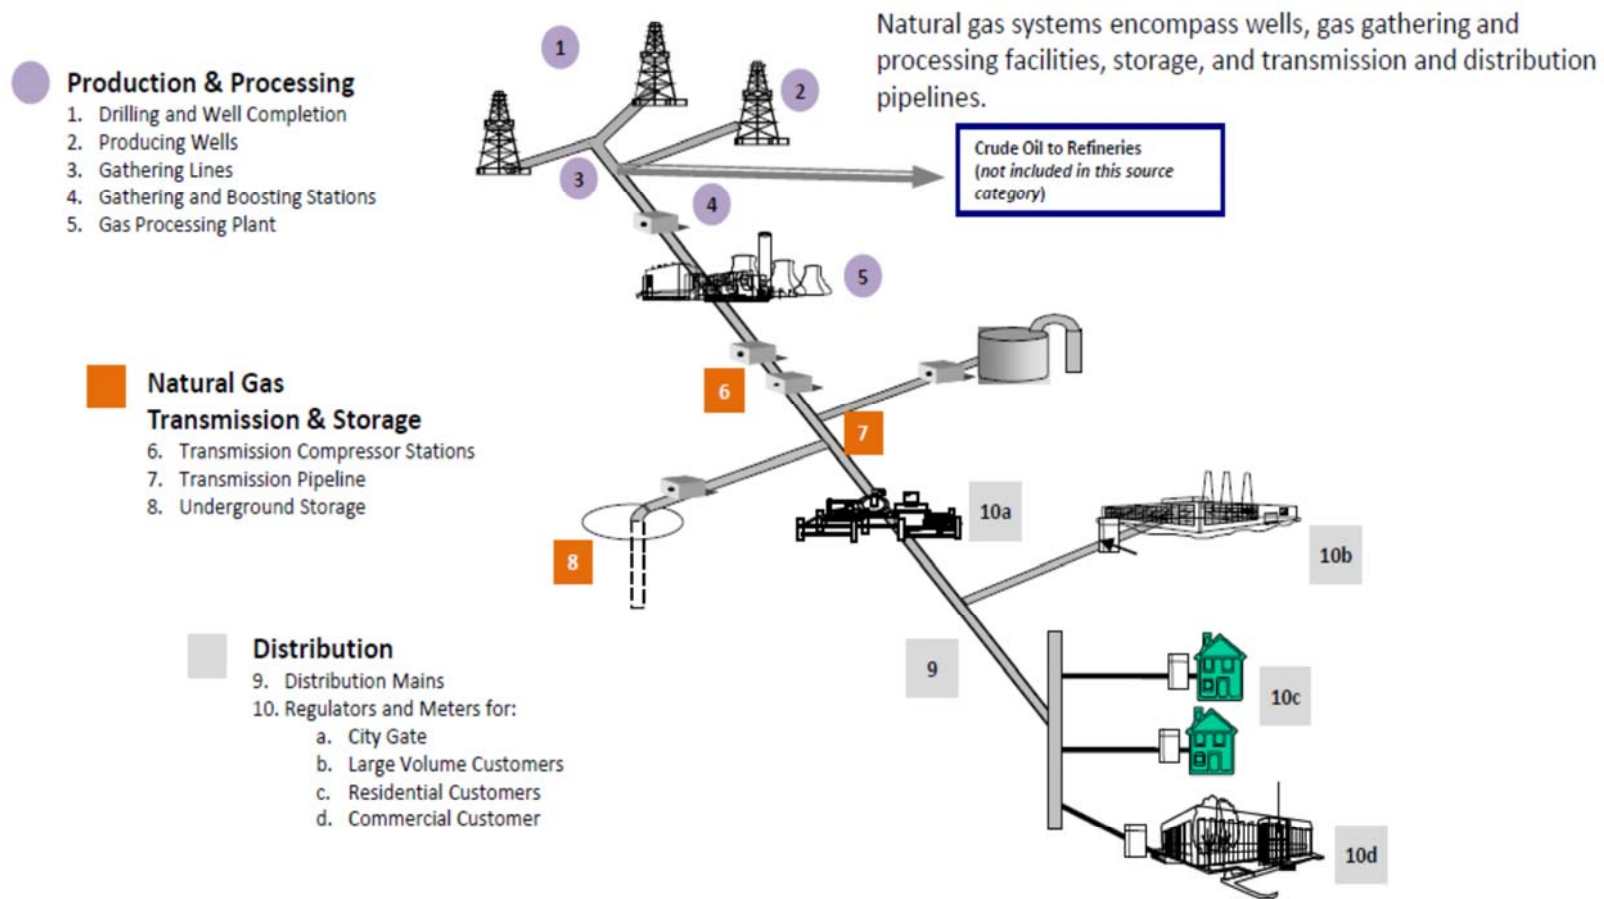 Natural gas systems encompass wells, gas gathering and
processing facilities, storage, and transmission and distribution
pipelines.
Production & Processing
1. Drilling and Well Completion
2. Producing Wells
3. Gathering Lines
4. Gathering and Boosting Stations
5. Gas Processing Plant
1
2
3
4
5
Crude Oil to Refineries
(not included in this source
category)
Natural Gas
Transmission & Storage
6. Transmission Compressor Stations
7. Transmission Pipeline
8. Underground Storage
6
7
8
Distribution
9. Distribution Mains
10. Regulators and Meters for:
a. City Gate
b. Large Volume Customers
c. Residential Customers
d. Commercial Customer
10a
10b
9
10c
10d